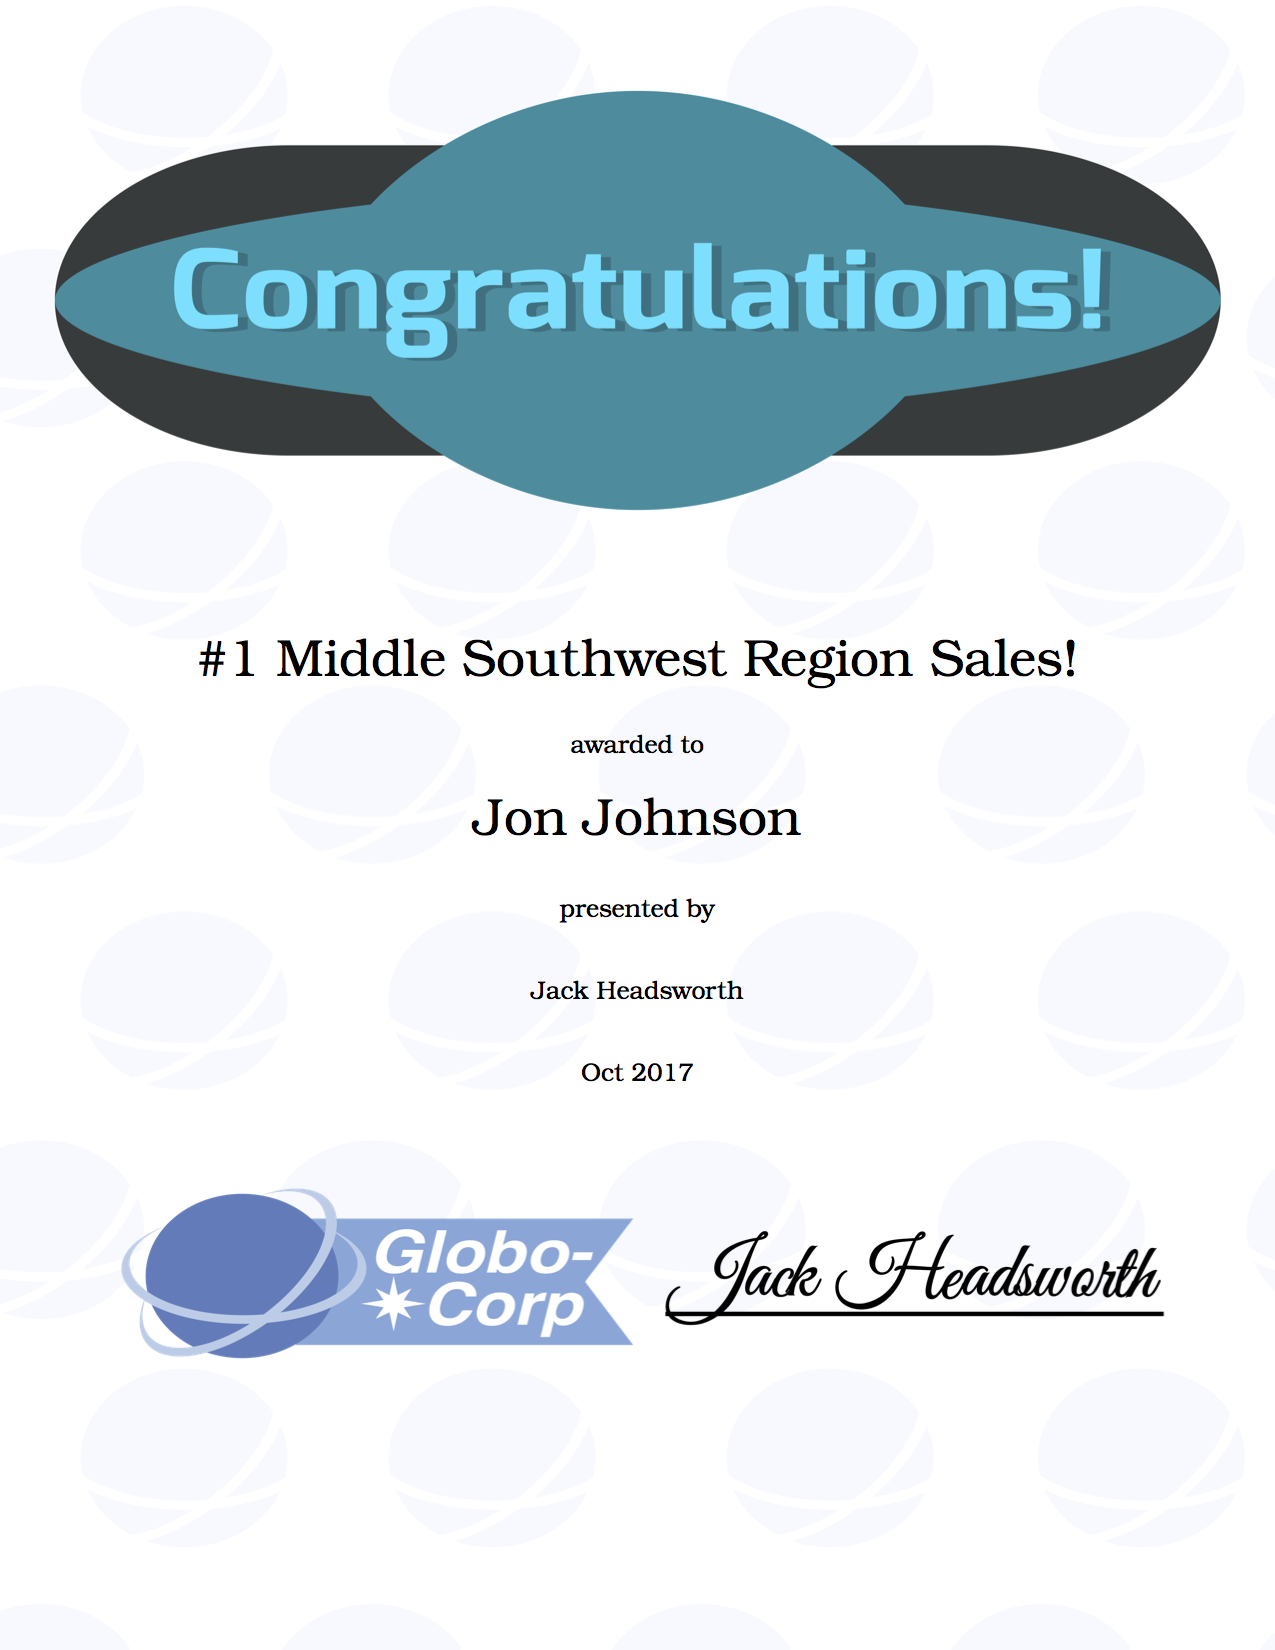 Congratulations!
#1 Middle Southwest Region Sales!
awarded to
Jon Johnson
presented by
Jack Headsworth
Oct 2017
Globo-
Corp
Jack Headsworth